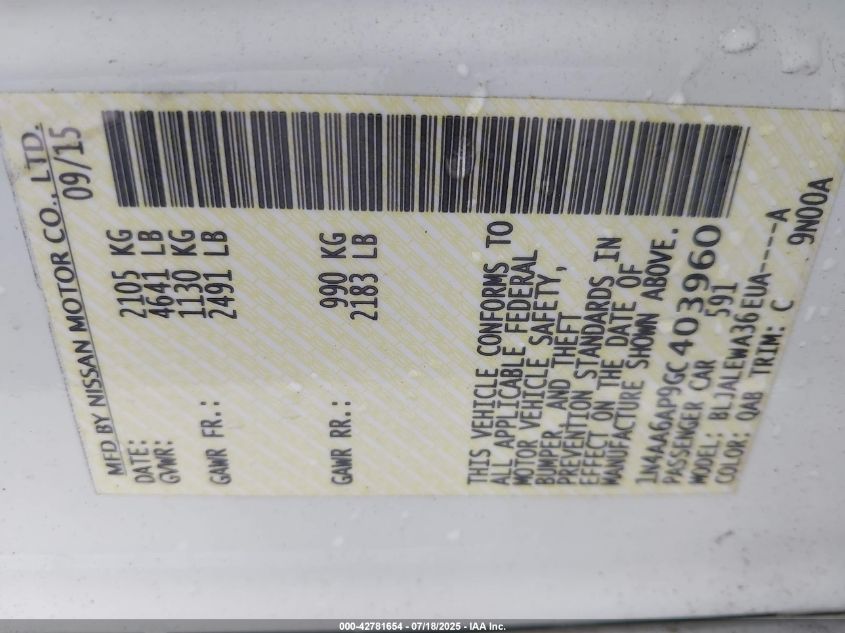 MFD BY NISSAN MOTOR CO., LTD.
DATE: 09/15
GVWR: 2105 KG
4641 LB
GAWR FR.: 1130 KG
2491 LB
GAWR RR.: 990 KG
2183 LB
THIS VEHICLE CONFORMS TO
ALL APPLICABLE FEDERAL
MOTOR VEHICLE SAFETY,
BUMPER, AND THEFT
PREVENTION STANDARDS IN
EFFECT ON THE DATE OF
MANUFACTURE SHOWN ABOVE.
1N4AA6AP9GC403960
PASSENGER CAR 591
MODEL: BLJALEWA36EUA----A
COLOR: QAB TRIM: C 9N00A
000-42781654 - 07/18/2025 - IAA Inc.